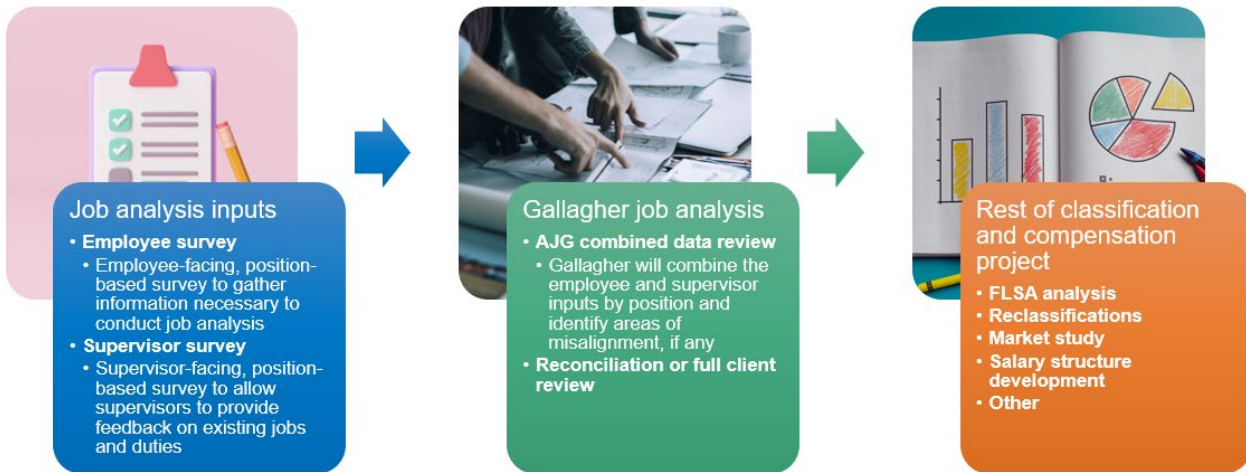 Job analysis inputs
• Employee survey
• Employee-facing, position-
based survey to gather
information necessary to
conduct job analysis
• Supervisor survey
• Supervisor-facing, position-
based survey to allow
supervisors to provide
feedback on existing jobs
and duties
Gallagher job analysis
• AJG combined data review
• Gallagher will combine the
employee and supervisor
inputs by position and
identify areas of
misalignment, if any
• Reconciliation or full client
review
Rest of classification
and compensation
project
• FLSA analysis
• Reclassifications
• Market study
• Salary structure
development
• Other